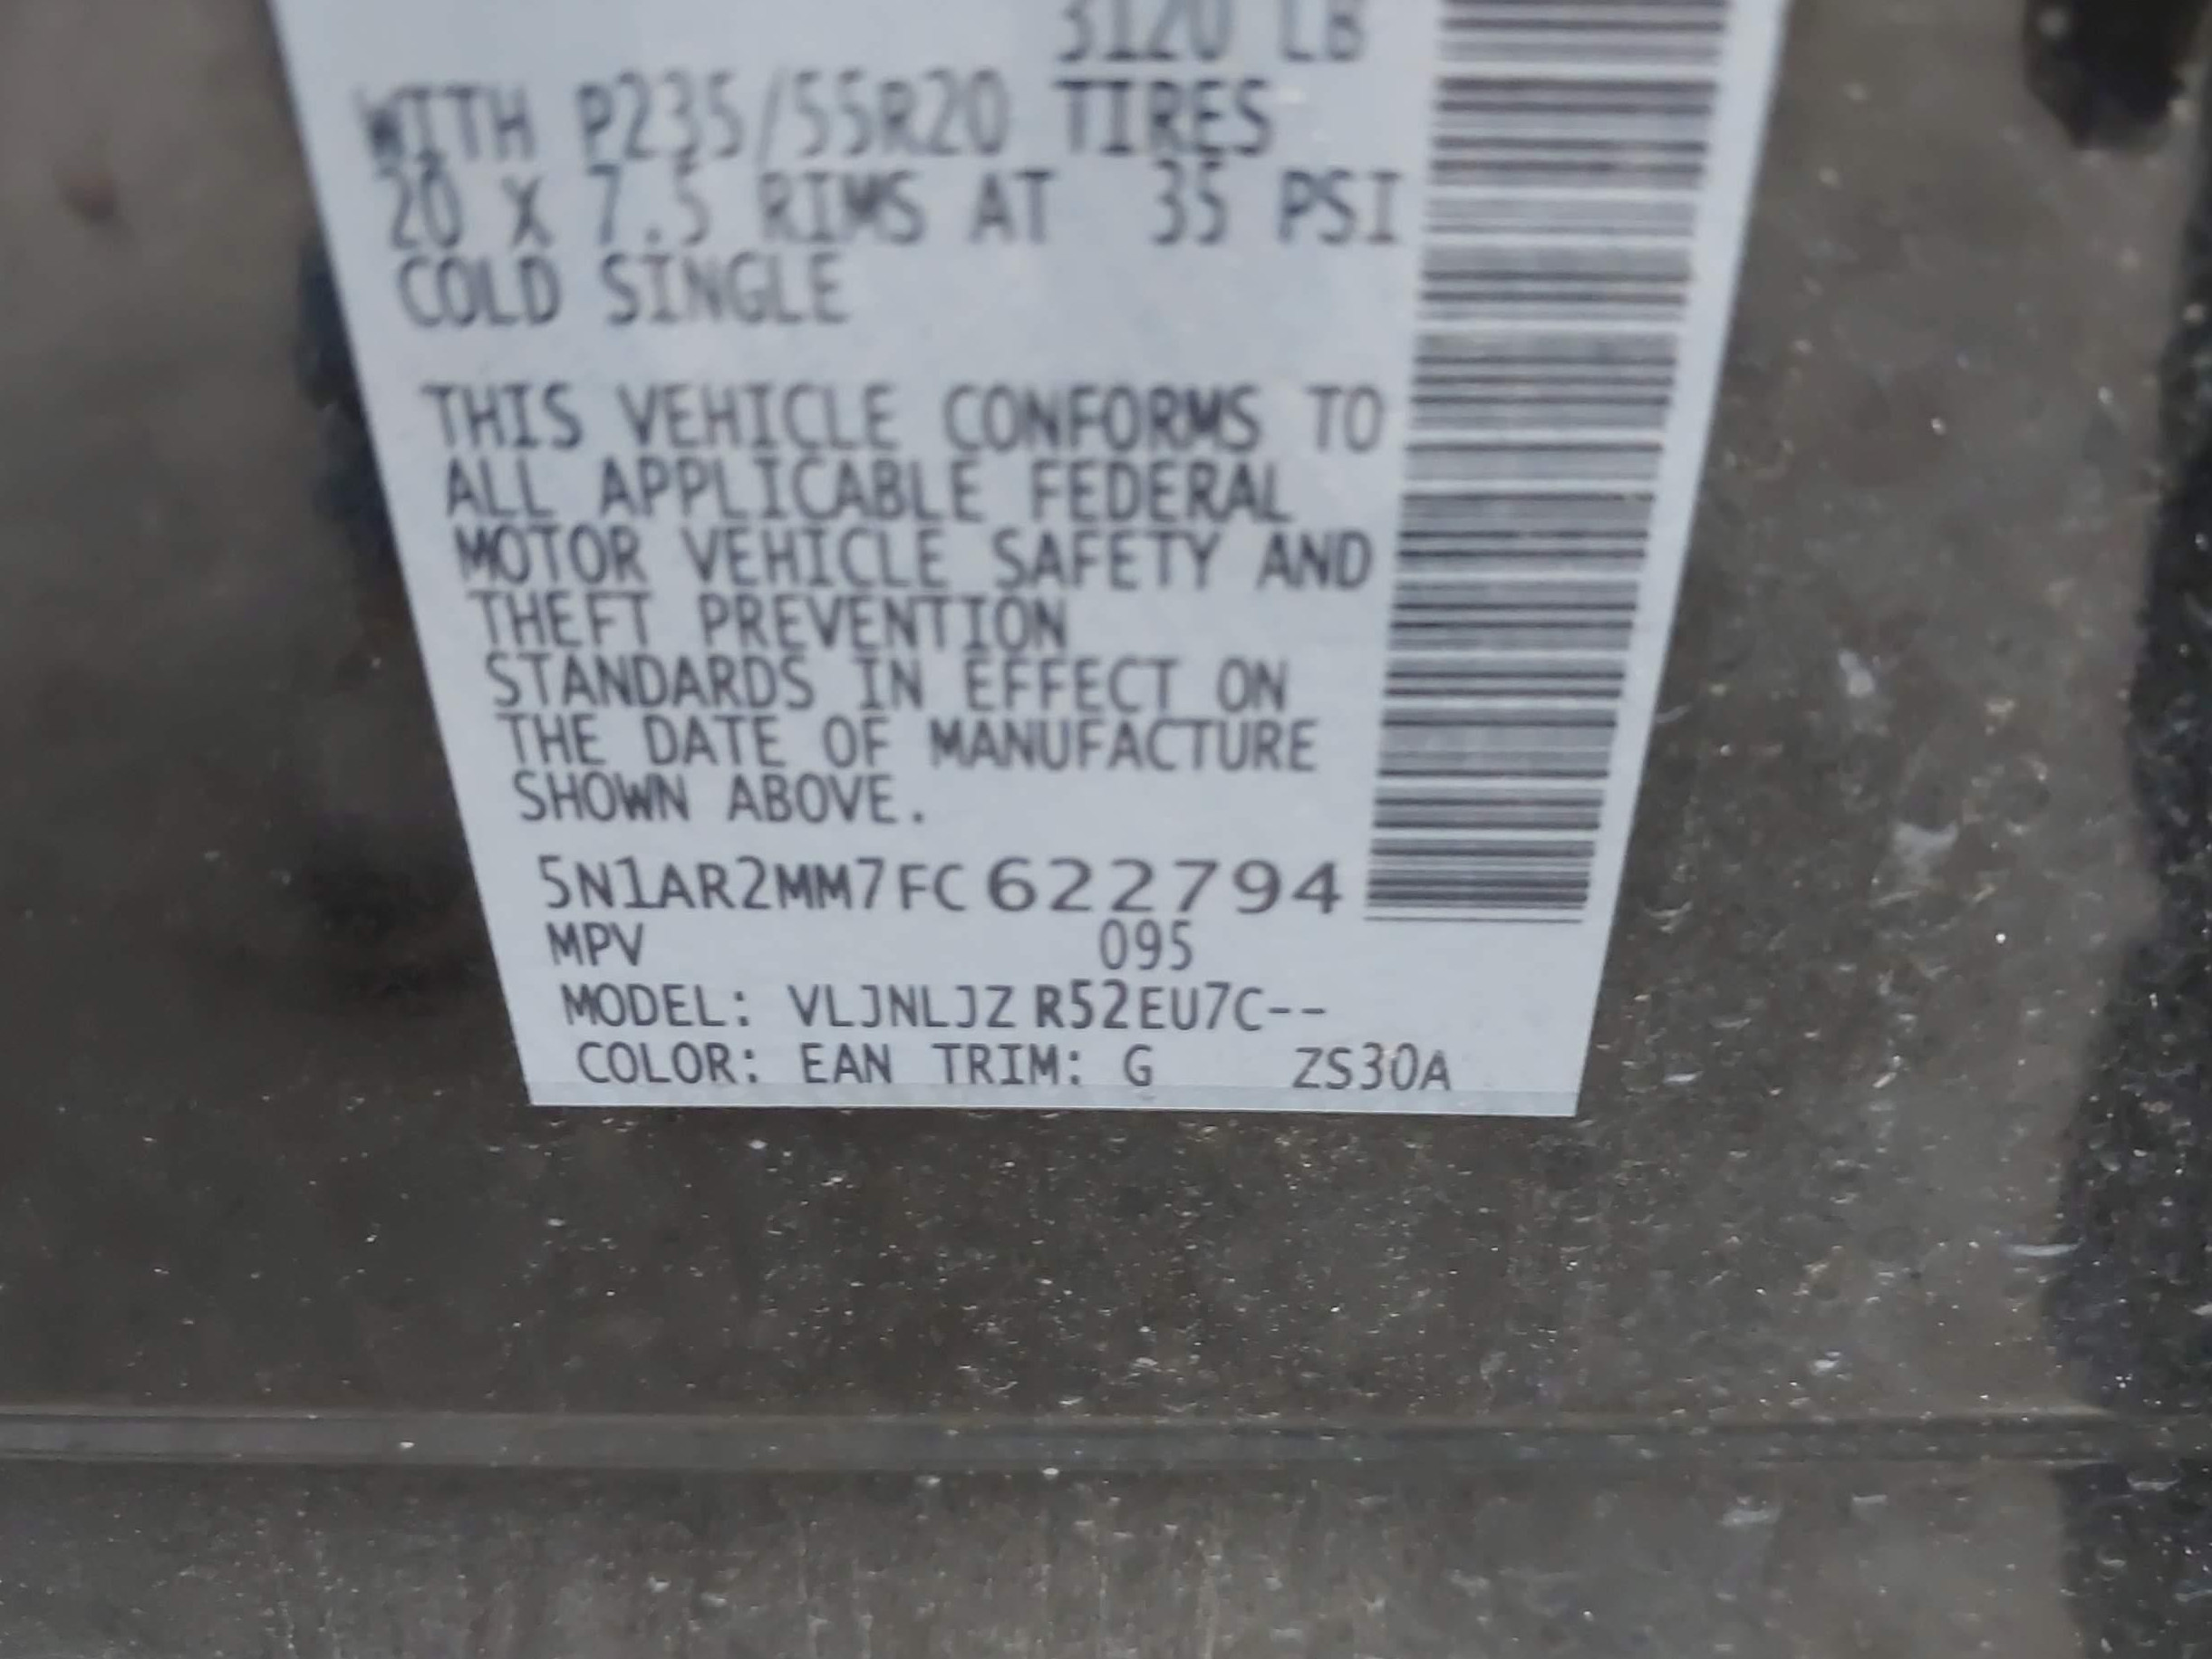 3120 LB
WITH P235/55R20 TIRES
20 X 7.5 RIMS AT 35 PSI
COLD SINGLE
THIS VEHICLE CONFORMS TO
ALL APPLICABLE FEDERAL
MOTOR VEHICLE SAFETY AND
THEFT PREVENTION
STANDARDS IN EFFECT ON
THE DATE OF MANUFACTURE
SHOWN ABOVE.
5N1AR2MM7FC622794
MPV 095
MODEL: VLJNLJZ R52EU7C--
COLOR: EAN TRIM: G ZS30A